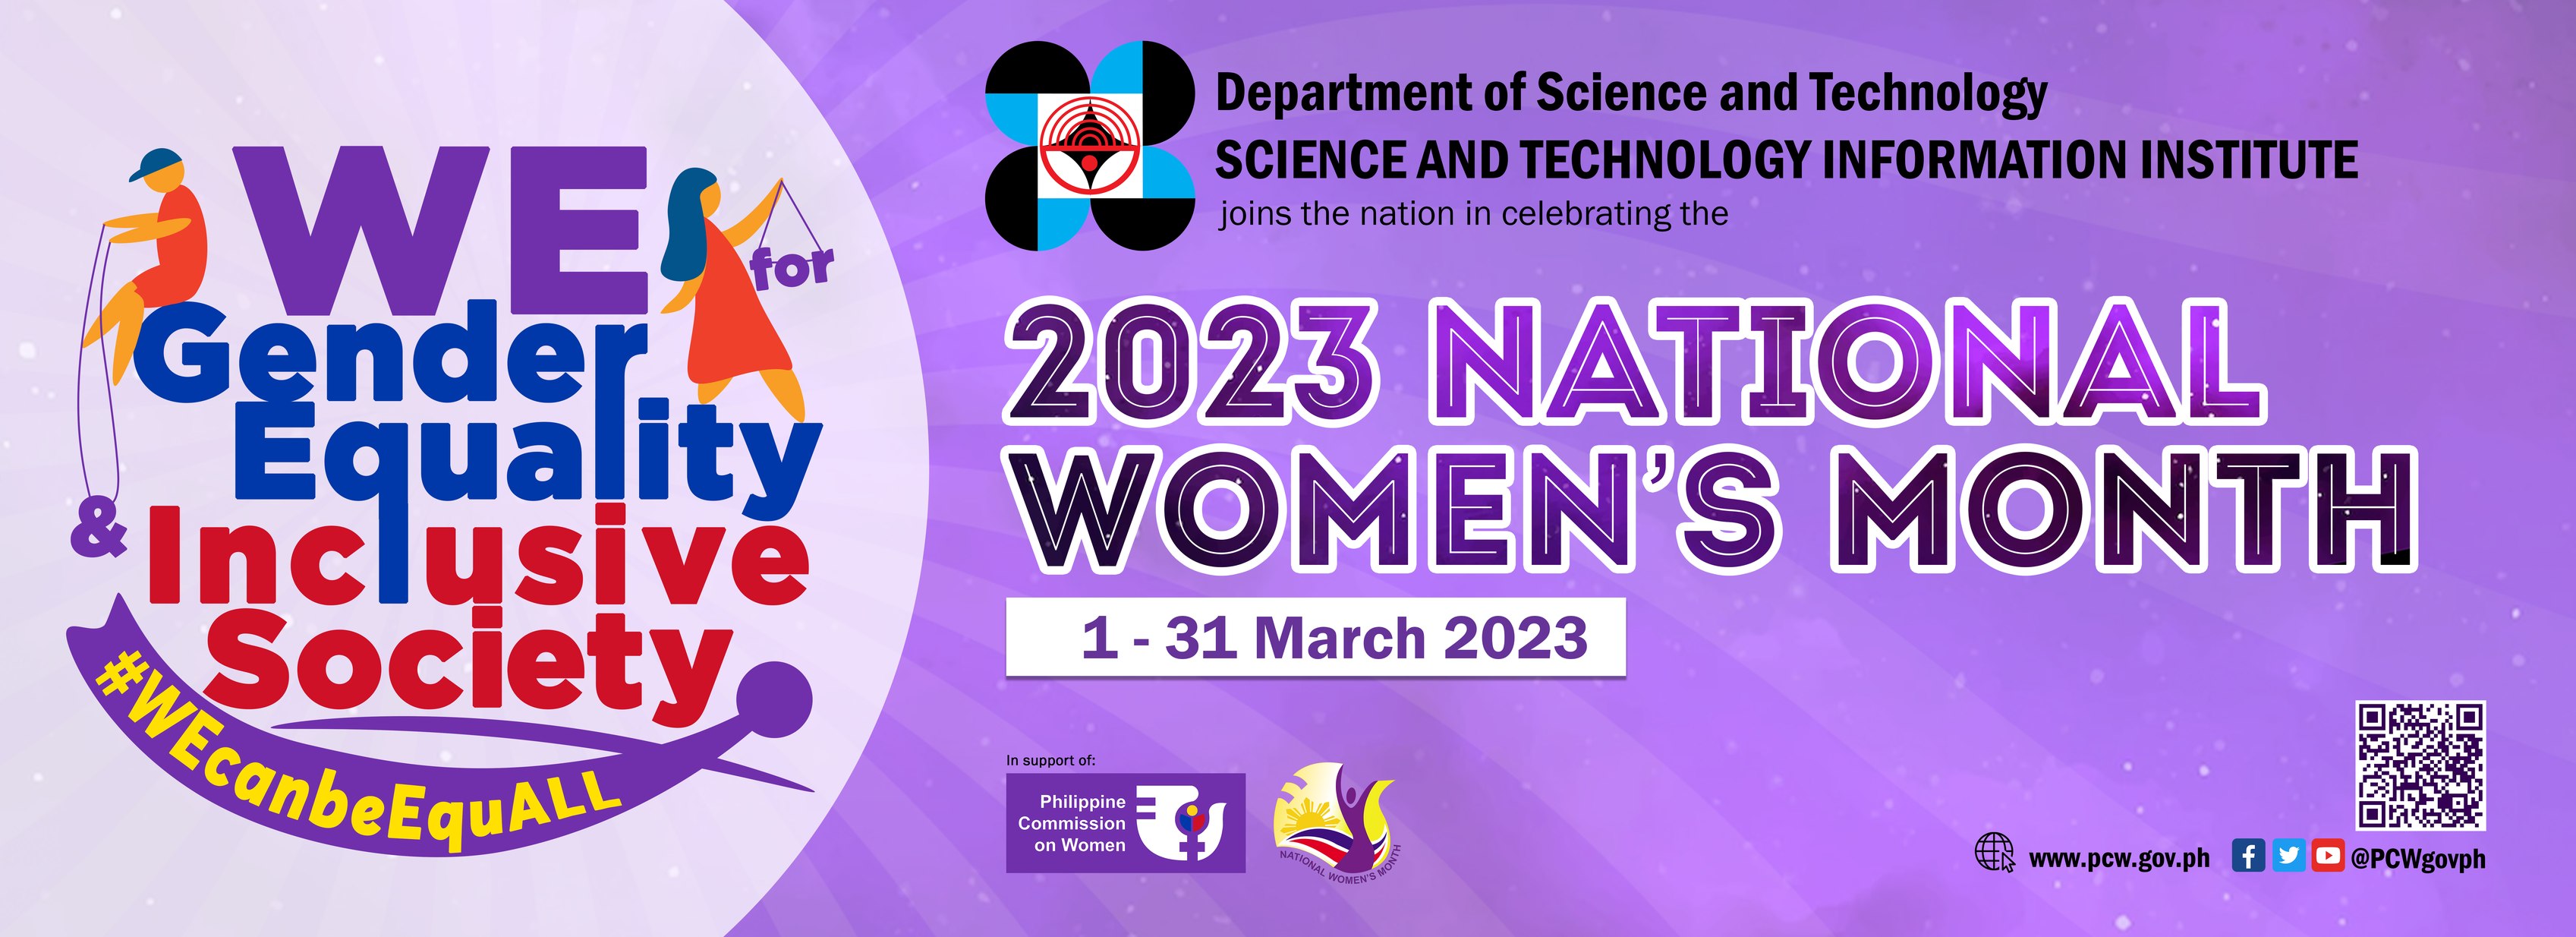 WE
for
Gender
Equality
& Inclusive
Society
#WEcanbeEquALL
Department of Science and Technology
SCIENCE AND TECHNOLOGY INFORMATION INSTITUTE
joins the nation in celebrating the
2023 NATIONAL
WOMEN'S MONTH
1 - 31 March 2023
In support of:
Philippine
Commission
on Women
NATIONAL WOMEN'S MONTH
www.pcw.gov.ph
@PCWgovph